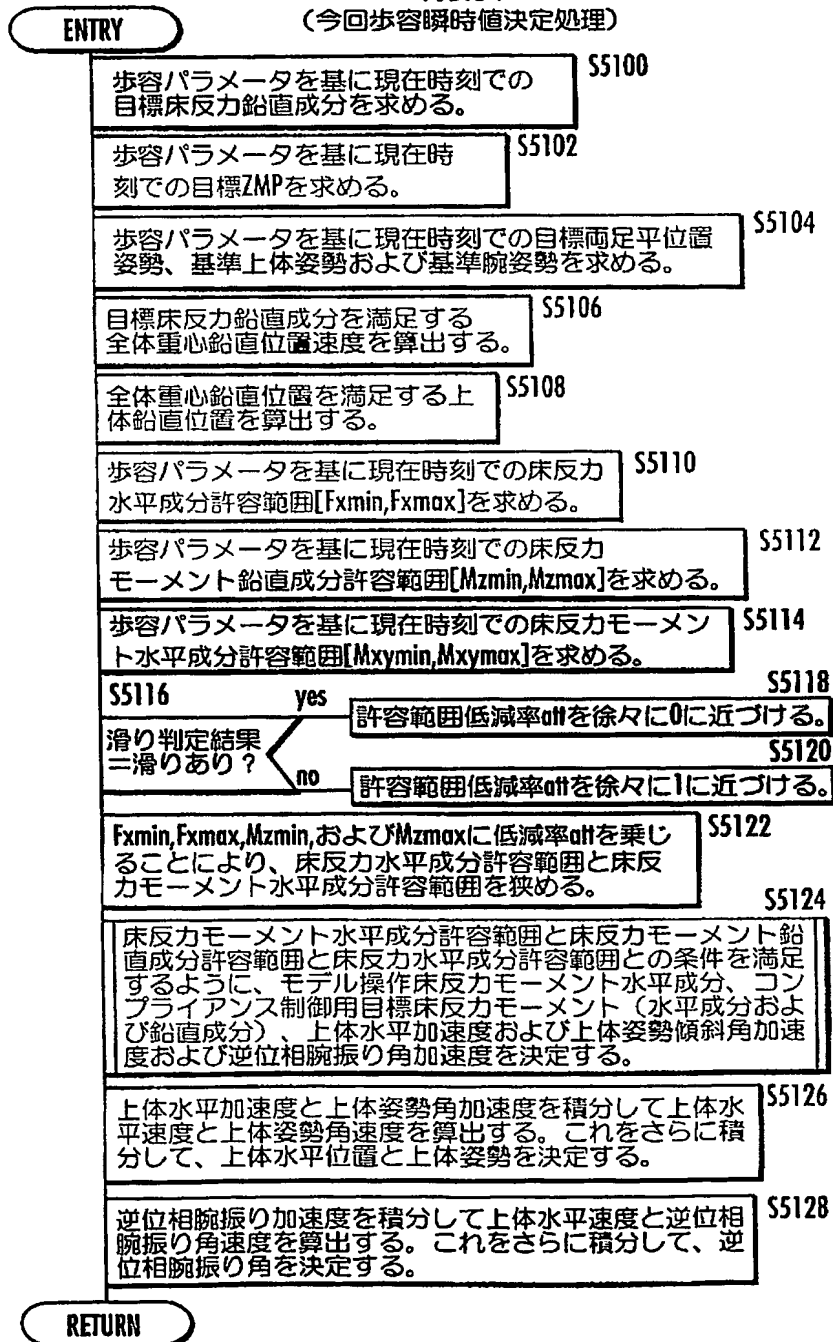 (今回歩容瞬時値決定処理)
ENTRY
S5100
歩容パラメータを基に現在時刻での
目標床反力鉛直成分を求める。
S5102
歩容パラメータを基に現在時
刻での目標ZMPを求める。
S5104
歩容パラメータを基に現在時刻での目標両足平位置
姿勢、基準上体姿勢および基準腕姿勢を求める。
S5106
目標床反力鉛直成分を満足する
全体重心鉛直位置速度を算出する。
S5108
全体重心鉛直位置を満足する上
体鉛直位置を算出する。
S5110
歩容パラメータを基に現在時刻での床反力
水平成分許容範囲[Fxmin,Fxmax]を求める。
S5112
歩容パラメータを基に現在時刻での床反力
モーメント鉛直成分許容範囲[Mzmin,Mzmax]を求める。
S5114
歩容パラメータを基に現在時刻での床反力モーメン
ト水平成分許容範囲[Mxymin,Mxymax]を求める。
S5116
滑り判定結果
=滑りあり?
yes
S5118
許容範囲低減率attを徐々に0に近づける。
no
S5120
許容範囲低減率attを徐々に1に近づける。
S5122
Fxmin,Fxmax,Mzmin,およびMzmaxに低減率attを乗じ
ることにより、床反力水平成分許容範囲と床反
力モーメント水平成分許容範囲を狭める。
S5124
床反力モーメント水平成分許容範囲と床反力モーメント鉛
直成分許容範囲と床反力水平成分許容範囲との条件を満足
するように、モデル操作床反力モーメント水平成分、コン
プライアンス制御用目標床反力モーメント(水平成分およ
び鉛直成分)、上体水平加速度および上体姿勢傾斜角加速
度および逆位相腕振り角加速度を決定する。
S5126
上体水平加速度と上体姿勢角加速度を積分して上体水
平速度と上体姿勢角速度を算出する。これをさらに積
分して、上体水平位置と上体姿勢を決定する。
S5128
逆位相腕振り加速度を積分して上体水平速度と逆位相
腕振り角速度を算出する。これをさらに積分して、逆
位相腕振り角を決定する。
RETURN